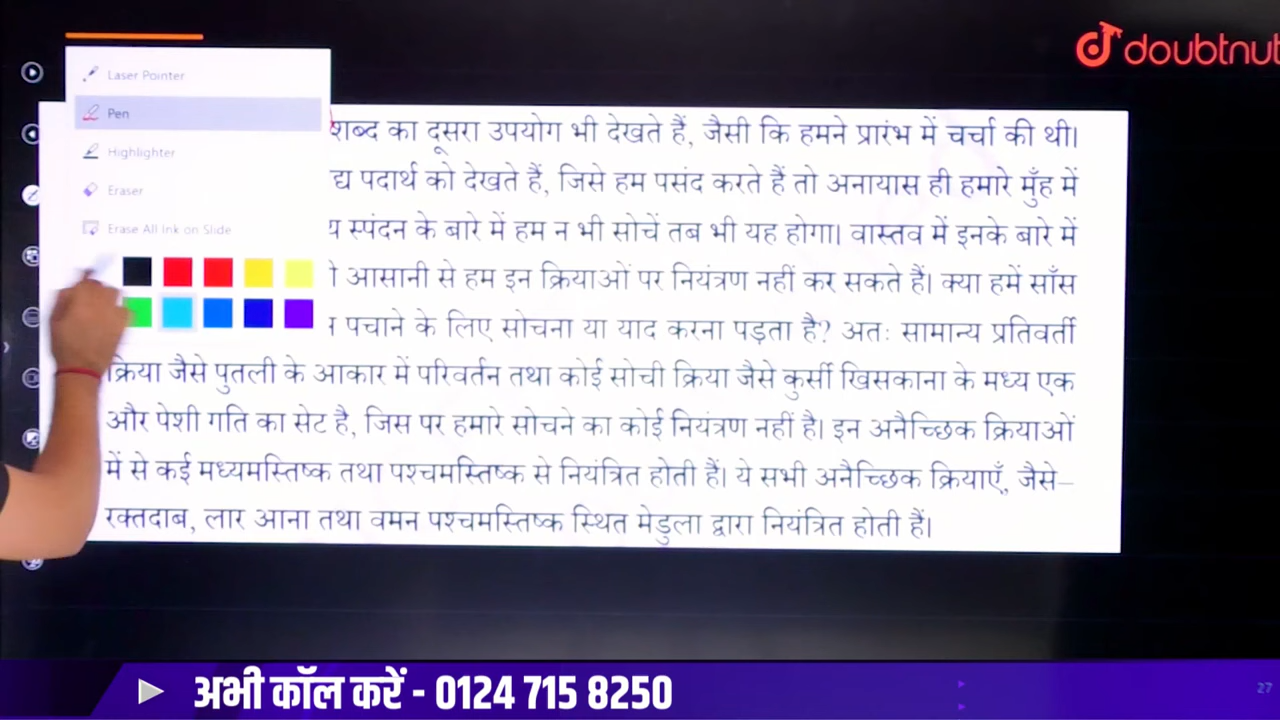 doubtnut
Laser Pointer
Pen
Highlighter
Eraser
Erase All Ink on Slide
शब्द का दूसरा उपयोग भी देखते हैं, जैसी कि हमने प्रारंभ में चर्चा की थी।
द्य पदार्थ को देखते हैं, जिसे हम पसंद करते हैं तो अनायास ही हमारे मुँह में
स्पंदन के बारे में हम न भी सोचें तब भी यह होगा। वास्तव में इनके बारे में
आसानी से हम इन क्रियाओं पर नियंत्रण नहीं कर सकते हैं। क्या हमें साँस
पचाने के लिए सोचना या याद करना पड़ता है? अतः सामान्य प्रतिवर्ती
क्रिया जैसे पुतली के आकार में परिवर्तन तथा कोई सोची क्रिया जैसे कुर्सी खिसकाना के मध्य एक
और पेशी गति का सेट है, जिस पर हमारे सोचने का कोई नियंत्रण नहीं है। इन अनैच्छिक क्रियाओं
में से कई मध्यमस्तिष्क तथा पश्चमस्तिष्क से नियंत्रित होती हैं। ये सभी अनैच्छिक क्रियाएँ, जैसे–
रक्तदाब, लार आना तथा वमन पश्चमस्तिष्क स्थित मेडुला द्वारा नियंत्रित होती हैं।
अभी कॉल करें - 0124 715 8250
27